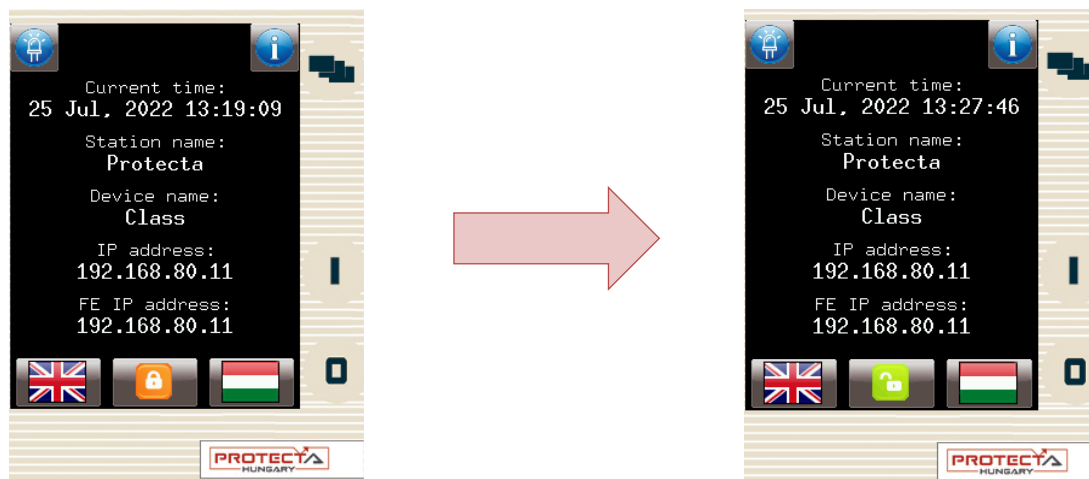 i
Current time:
25 Jul, 2022 13:19:09
Station name:
Protecta
Device name:
Class
IP address:
192.168.80.11
FE IP address:
192.168.80.11
I
O
PROTECTA
HUNGARY
i
Current time:
25 Jul, 2022 13:27:46
Station name:
Protecta
Device name:
Class
IP address:
192.168.80.11
FE IP address:
192.168.80.11
I
O
PROTECTA
HUNGARY